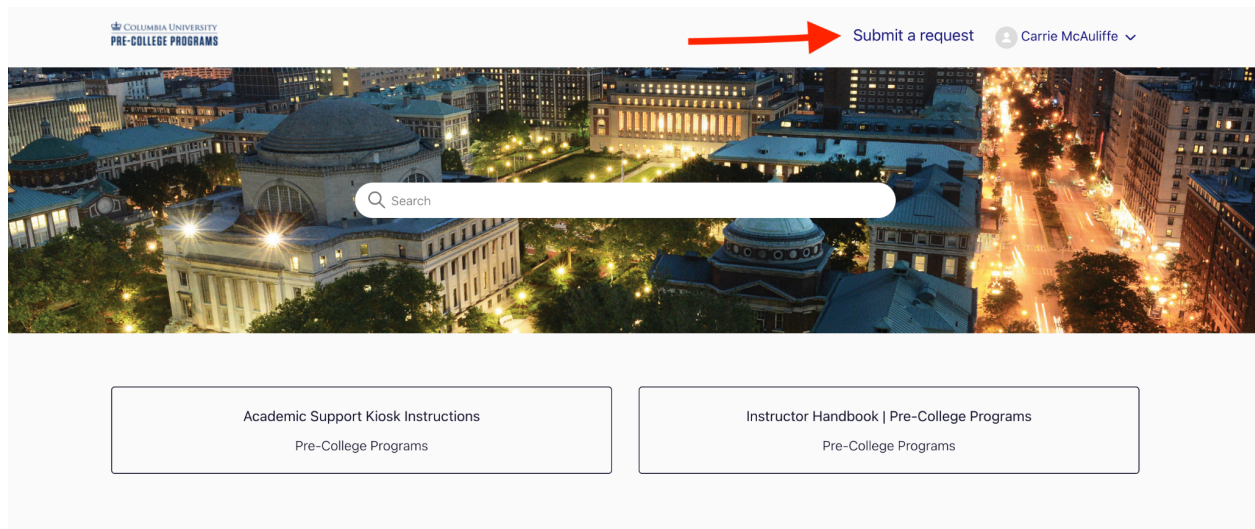 COLUMBIA UNIVERSITY
PRE-COLLEGE PROGRAMS
Submit a request
Carrie McAuliffe
Search
Academic Support Kiosk Instructions
Pre-College Programs
Instructor Handbook | Pre-College Programs
Pre-College Programs